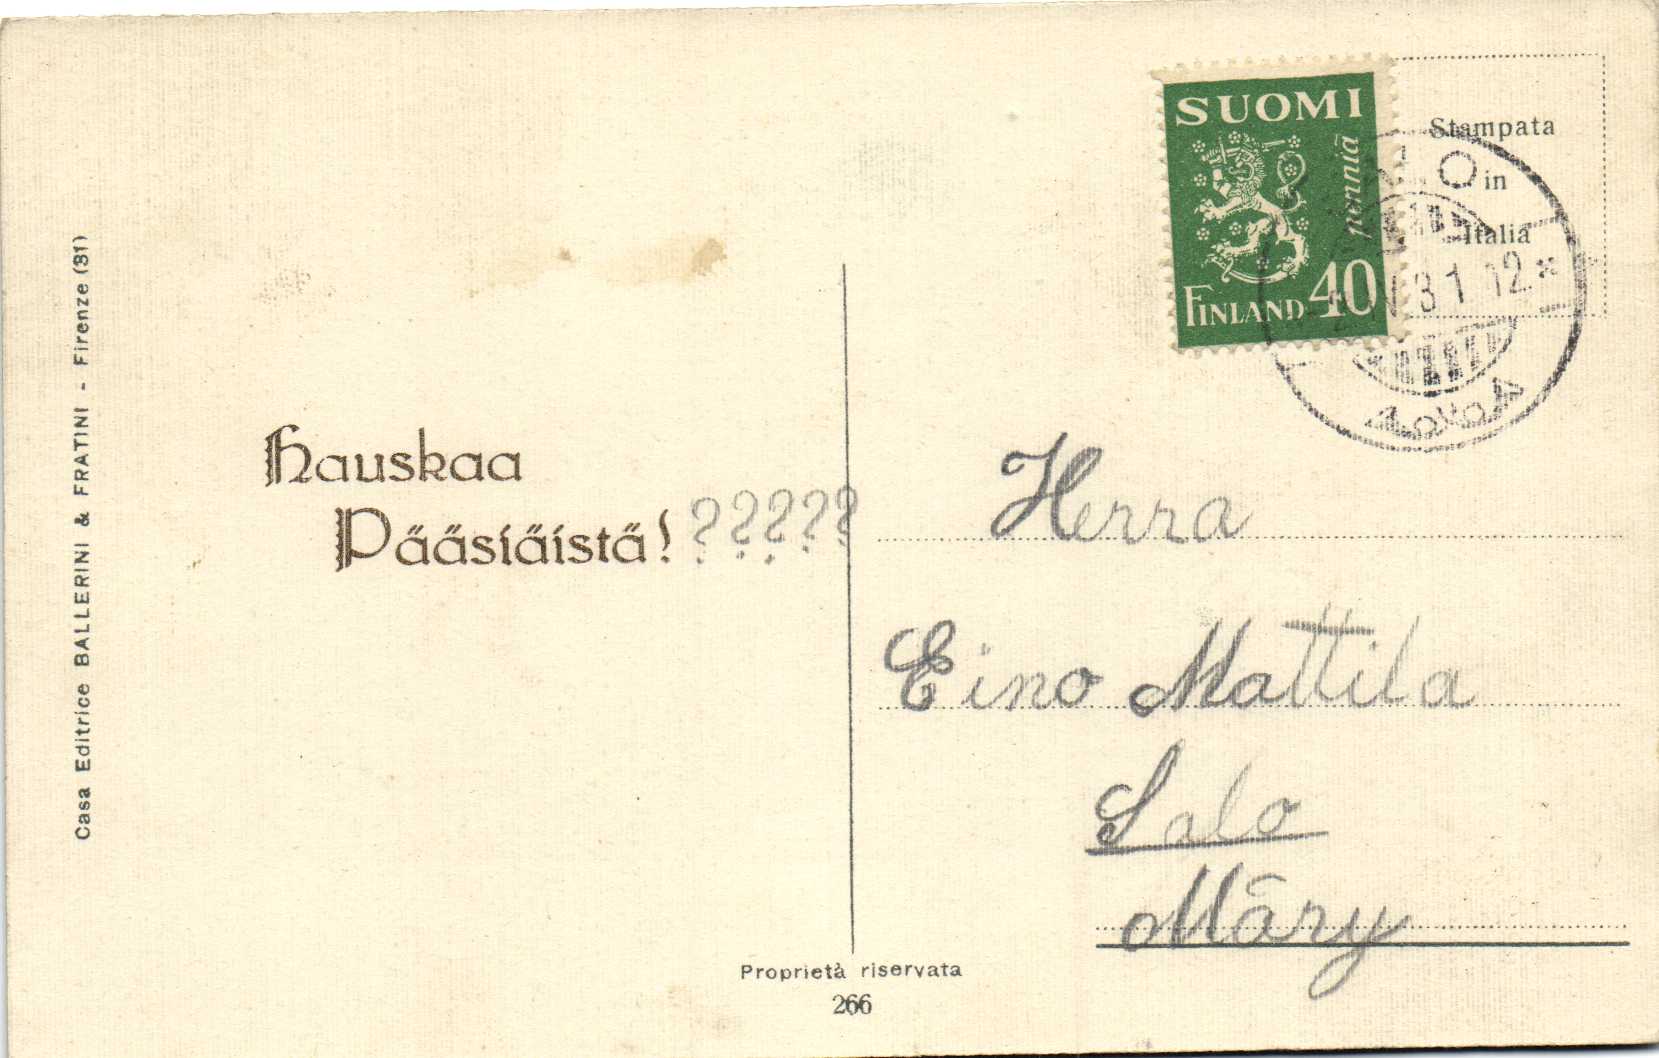 Casa Editrice BALLERINI & FRATINI - Firenze (31)
Hauskaa
Pääsiäistä! ?????
SUOMI
penniä
FINLAND 40
Stampata
in
Italia
31 12*
Herra
Eino Mattila
Salo
Märy
Proprietà riservata
266